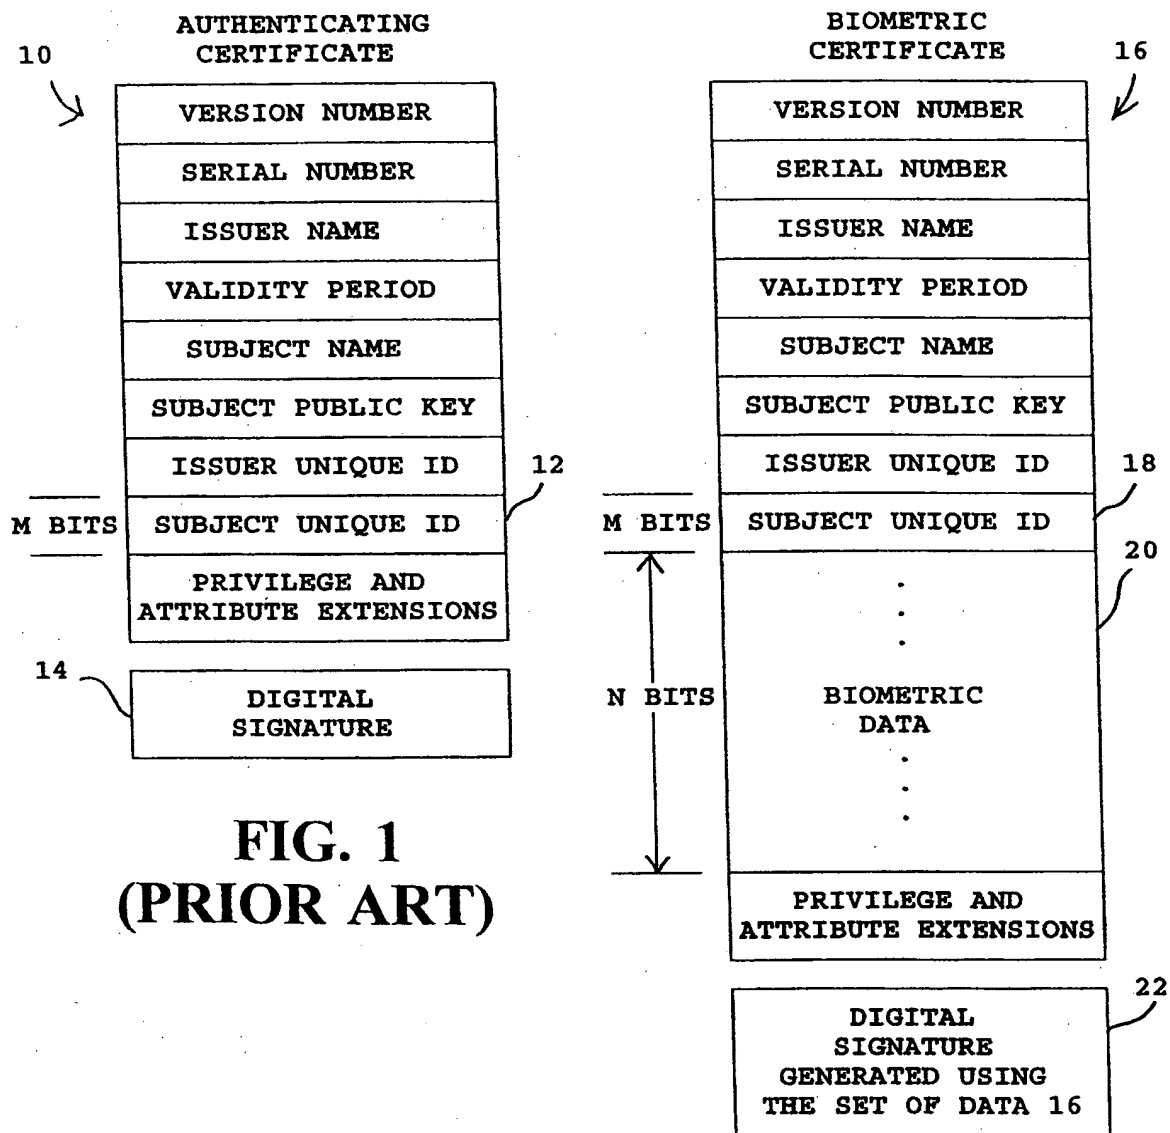 AUTHENTICATING
CERTIFICATE
10
VERSION NUMBER
SERIAL NUMBER
ISSUER NAME
VALIDITY PERIOD
SUBJECT NAME
SUBJECT PUBLIC KEY
ISSUER UNIQUE ID
12
M BITS
SUBJECT UNIQUE ID
PRIVILEGE AND
ATTRIBUTE EXTENSIONS
14
DIGITAL
SIGNATURE
FIG. 1
(PRIOR ART)
BIOMETRIC
CERTIFICATE
16
VERSION NUMBER
SERIAL NUMBER
ISSUER NAME
VALIDITY PERIOD
SUBJECT NAME
SUBJECT PUBLIC KEY
ISSUER UNIQUE ID
18
M BITS
SUBJECT UNIQUE ID
20
N BITS
BIOMETRIC
DATA
PRIVILEGE AND
ATTRIBUTE EXTENSIONS
22
DIGITAL
SIGNATURE
GENERATED USING
THE SET OF DATA 16